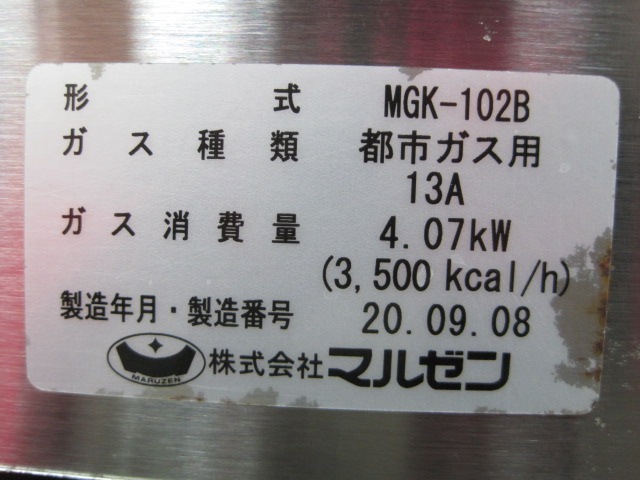 形式 MGK-102B
ガス種類 都市ガス用
13A
ガス消費量 4.07kW
(3,500 kcal/h)
製造年月・製造番号 20.09.08
MARUZEN 株式会社 マルゼン